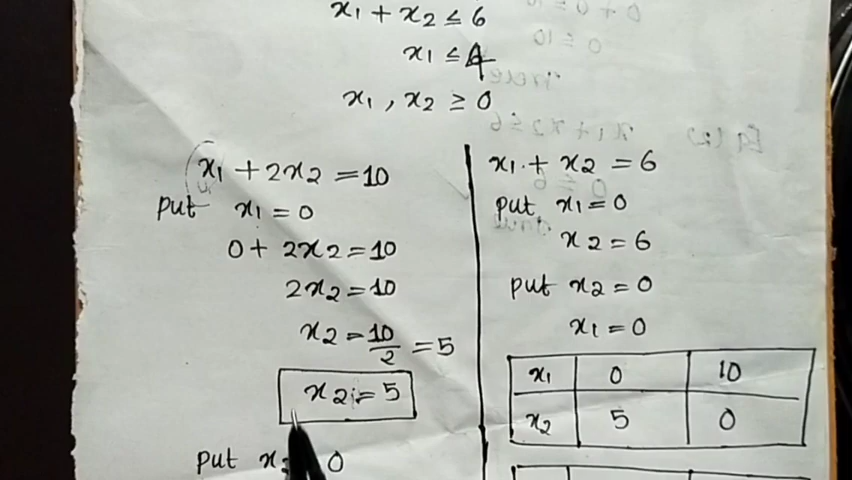 x₁ + x₂ ≤ 6
x₁ ≤ 4
x₁, x₂ ≥ 0
x₁ + 2x₂ = 10
put x₁ = 0
0 + 2x₂ = 10
2x₂ = 10
x₂ = 10/2 = 5
x₂ = 5
put x 0
x₁ + x₂ = 6
put x₁ = 0
x₂ = 6
put x₂ = 0
x₁ = 0
x₁ 0 10
x₂ 5 0